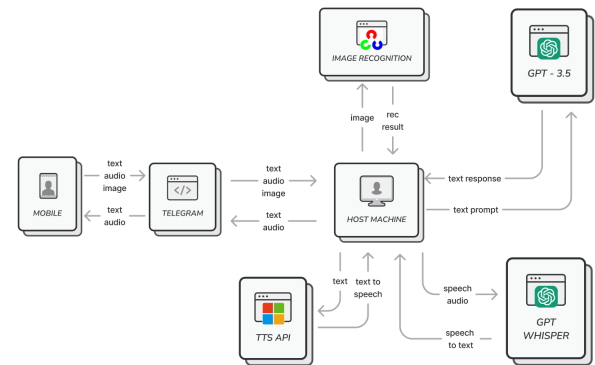 IMAGE RECOGNITION
GPT - 3.5
image
rec
result
text
audio
image
text
audio
image
text response
text prompt
MOBILE
text
audio
</>
TELEGRAM
text
audio
HOST MACHINE
text
text to
speech
speech
audio
TTS API
speech
to text
GPT
WHISPER